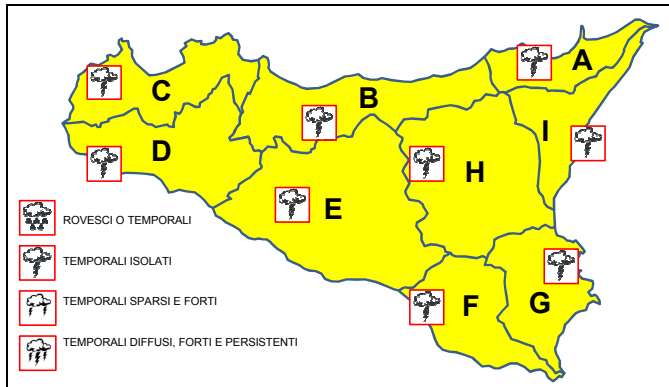 A
C
B
I
D
H
E
F
G
ROVESCI O TEMPORALI
TEMPORALI ISOLATI
TEMPORALI SPARSI E FORTI
TEMPORALI DIFFUSI, FORTI E PERSISTENTI